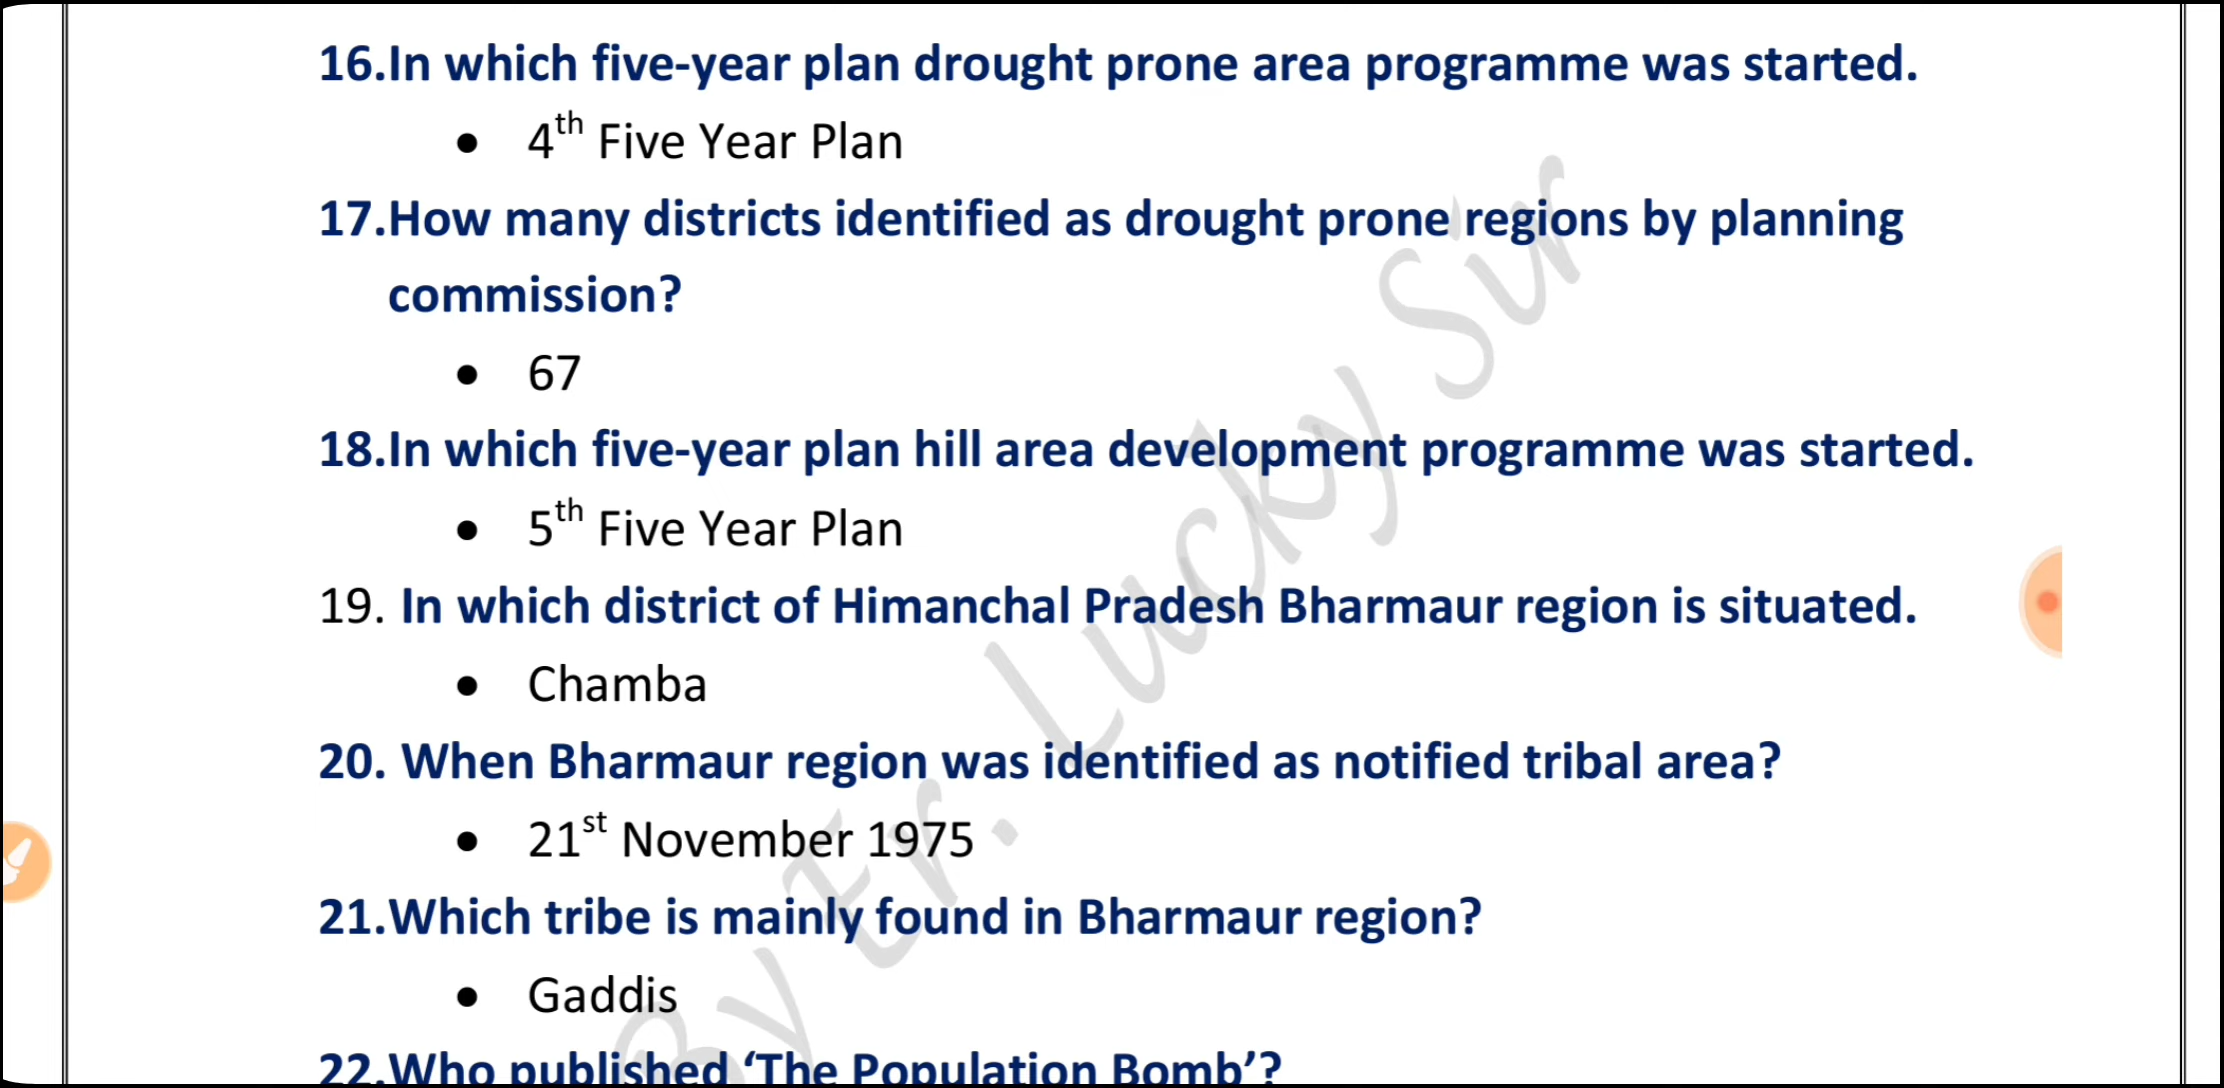 16.In which five-year plan drought prone area programme was started.
• 4th Five Year Plan
17.How many districts identified as drought prone regions by planning
commission?
• 67
18.In which five-year plan hill area development programme was started.
• 5th Five Year Plan
19. In which district of Himanchal Pradesh Bharmaur region is situated.
• Chamba
20. When Bharmaur region was identified as notified tribal area?
• 21st November 1975
21.Which tribe is mainly found in Bharmaur region?
• Gaddis
22.Who published ‘The Population Bomb’?
By Er. Lucky Sir